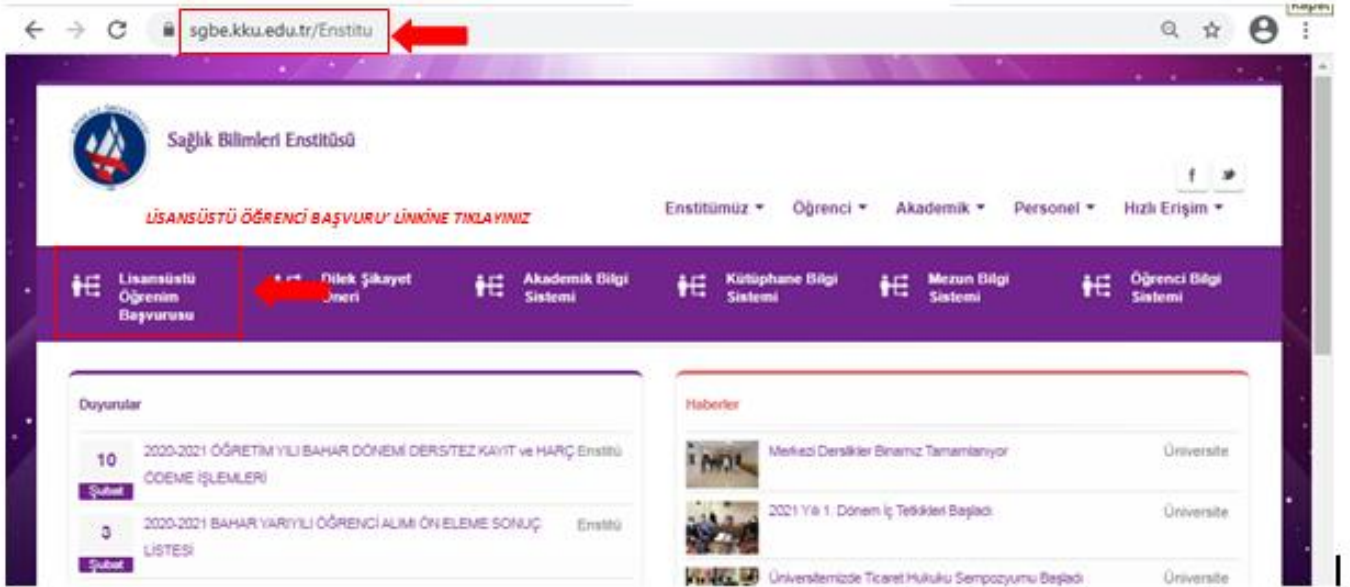 Kapat
sgbe.kku.edu.tr/Enstitu
Sağlık Bilimleri Enstitüsü
LİSANSÜSTÜ ÖĞRENCİ BAŞVURU' LİNKİNE TIKLAYINIZ
Enstitümüz Öğrenci Akademik Personel Hızlı Erişim
Lisansüstü
Öğrenim
Başvurusu
Dilek Şikayet
Öneri
Akademik Bilgi
Sistemi
Kütüphane Bilgi
Sistemi
Mezun Bilgi
Sistemi
Öğrenci Bilgi
Sistemi
Duyurular
10
Şubat
2020-2021 ÖĞRETİM YILI BAHAR DÖNEMİ DERS/TEZ KAYIT ve HARÇ
ÖDEME İŞLEMLERİ
Enstitü
3
Şubat
2020-2021 BAHAR YARIYILI ÖĞRENCİ ALIMI ÖN ELEME SONUÇ
LİSTESİ
Enstitü
Haberler
Merkezi Derslikler Binamız Tamamlanıyor
Üniversite
2021 Yılı 1. Dönem İç Tetkikleri Başladı
Üniversite
Üniversitemizde Ticaret Hukuku Sempozyumu Başladı
Üniversite